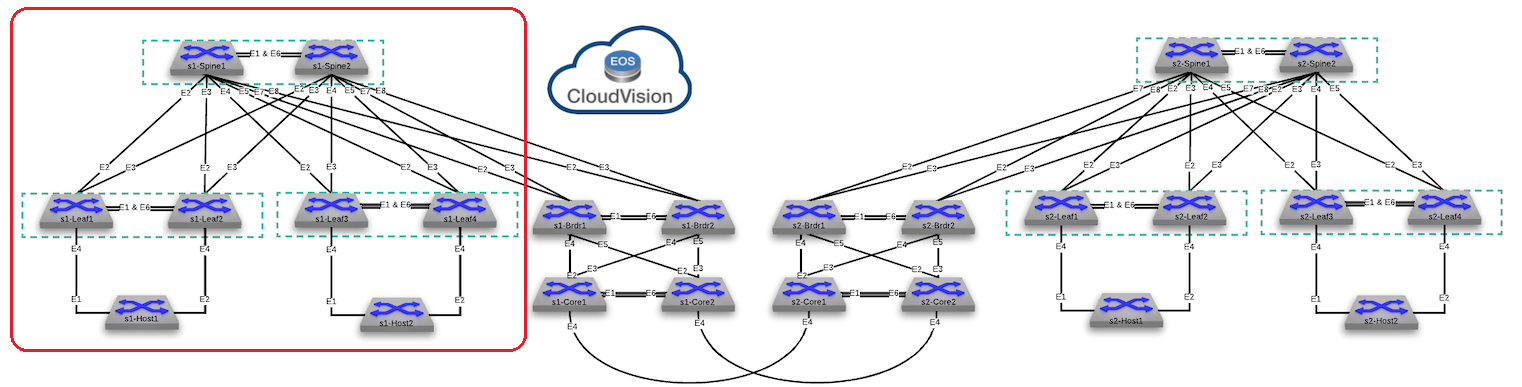 s1-Spine1 E1 & E6 s1-Spine2
EOS
CloudVision
s2-Spine1 E1 & E6 s2-Spine2
E2 E3 E4 E5 E7 E8 E2 E3 E4 E5 E7 E8
E7 E8 E2 E3 E4 E5 E7 E8 E2 E3 E4 E5
E2 E3 E2 E3 E2 E3 E2 E3 E2 E3 E2 E3
E2 E3 E2 E3 E2 E3 E2 E3 E2 E3 E2 E3
s1-Leaf1 E1 & E6 s1-Leaf2
s1-Leaf3 E1 & E6 s1-Leaf4
s1-Brdr1 E1 E6 s1-Brdr2
s2-Brdr1 E1 E6 s2-Brdr2
s2-Leaf1 E1 & E6 s2-Leaf2
s2-Leaf3 E1 & E6 s2-Leaf4
E4 E4 E4 E4
E4 E5 E4 E5
E4 E5 E4 E5
E4 E4 E4 E4
E2 E3 E2 E3
E2 E3 E2 E3
E1 s1-Host1 E2
E1 s1-Host2 E2
s1-Core1 E1 E6 s1-Core2
s2-Core1 E1 E6 s2-Core2
E1 s2-Host1 E2
E1 s2-Host2 E2
E4 E4 E4 E4